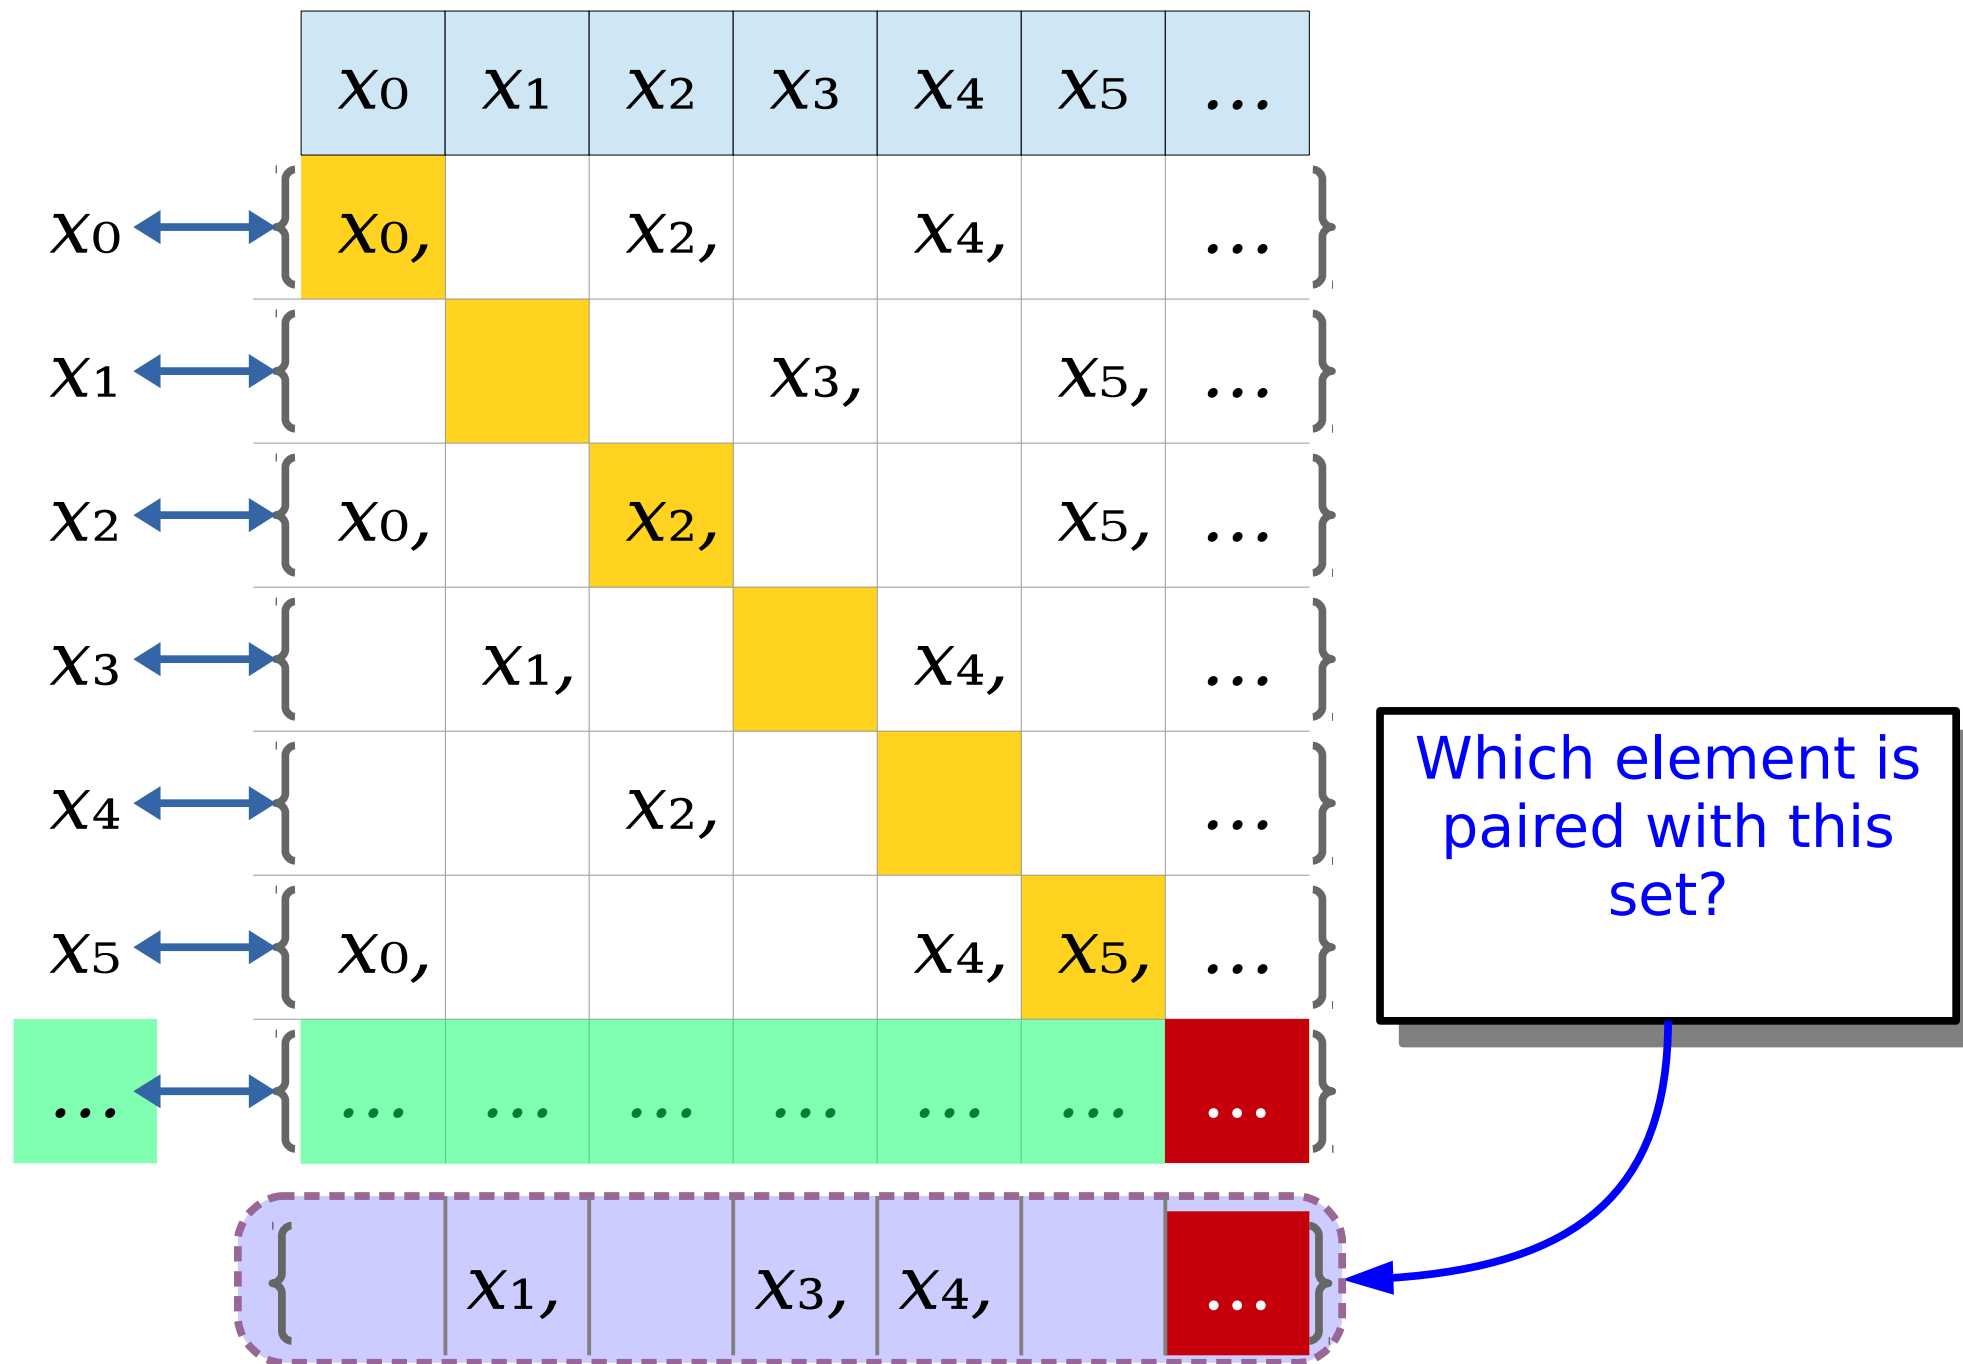 x₀ x₁ x₂ x₃ x₄ x₅ ...
x₀ { x₀, x₂, x₄, ... }
x₁ { x₃, x₅, ... }
x₂ { x₀, x₂, x₅, ... }
x₃ { x₁, x₄, ... }
x₄ { x₂, ... }
x₅ { x₀, x₄, x₅, ... }
... { ... ... ... ... ... ... ... }
{ x₁, x₃, x₄, ... }
Which element is
paired with this
set?